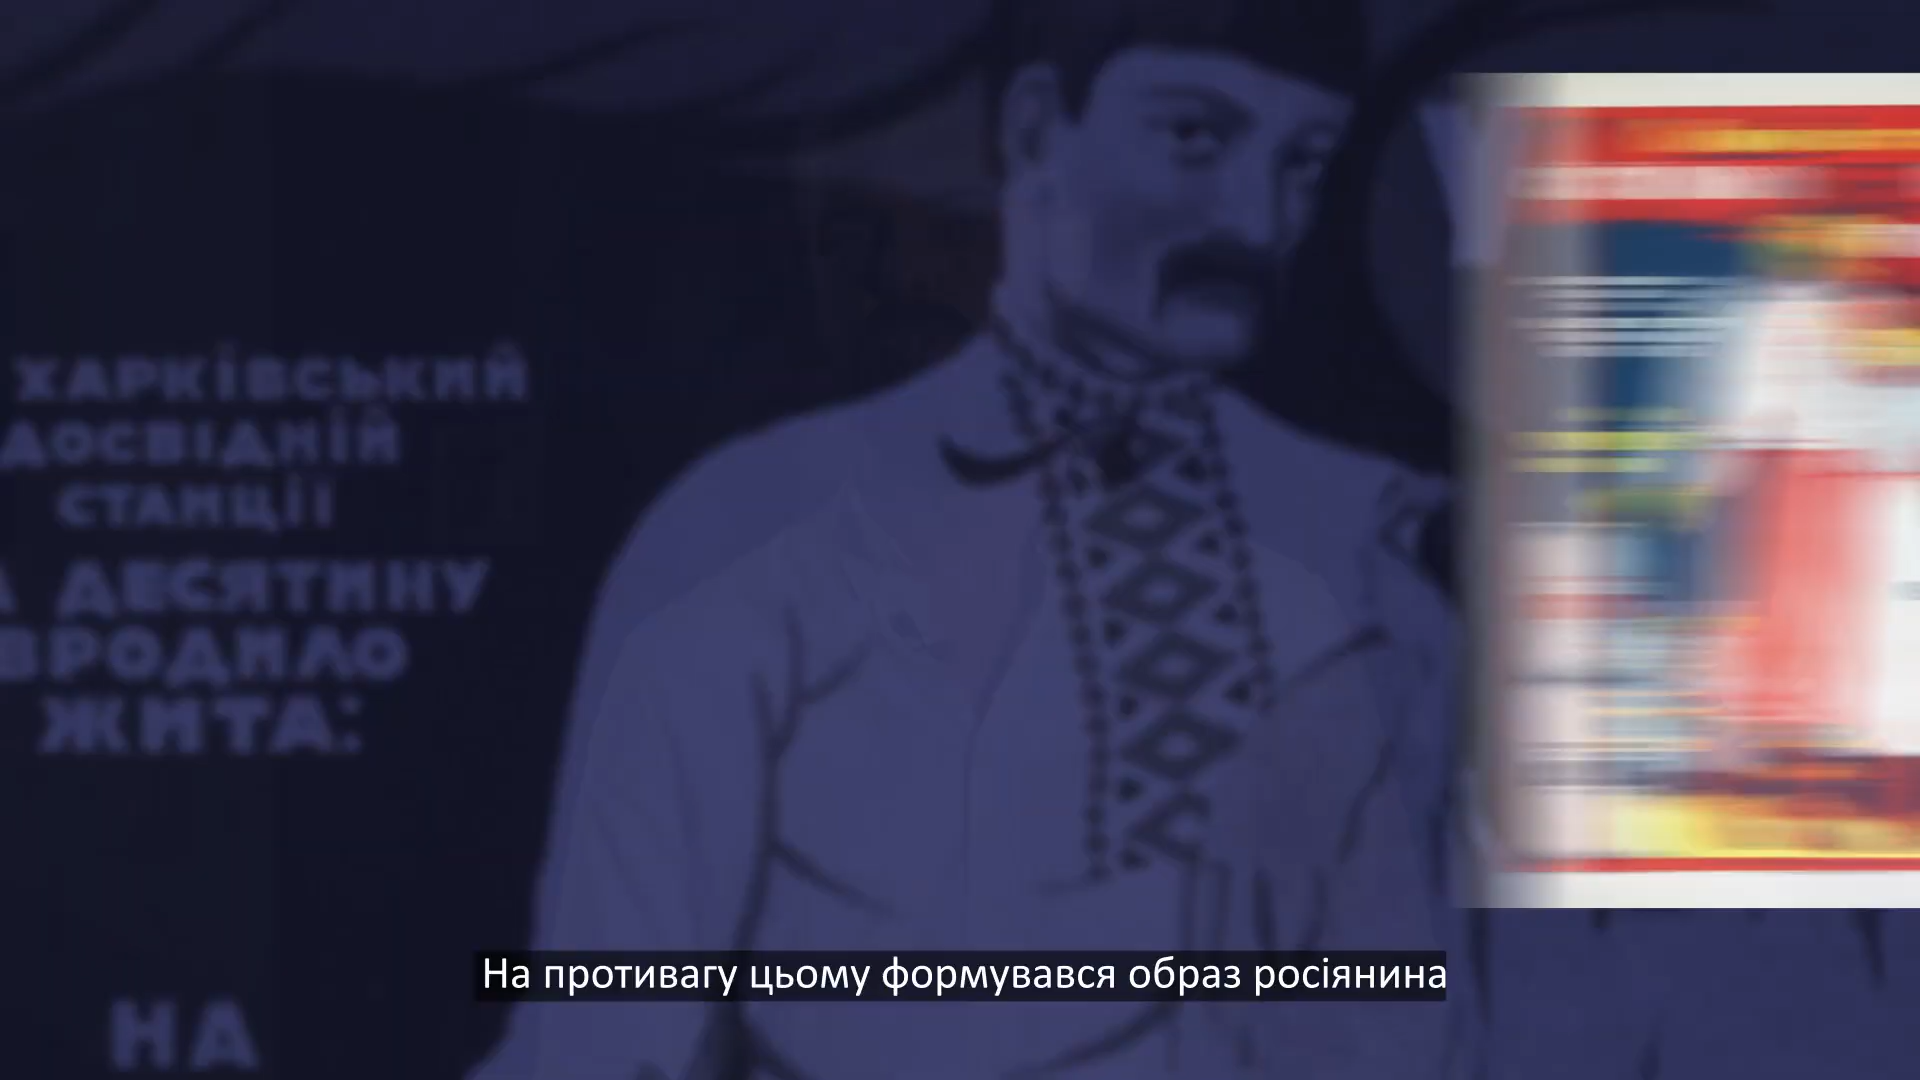 ХАРКІВСЬКИЙ
ДОСВІДНІЙ
СТАНЦІЇ
ДЕСЯТИНУ
ВРОДИЛО
ЖИТА:
НА
На противагу цьому формувався образ росіянина